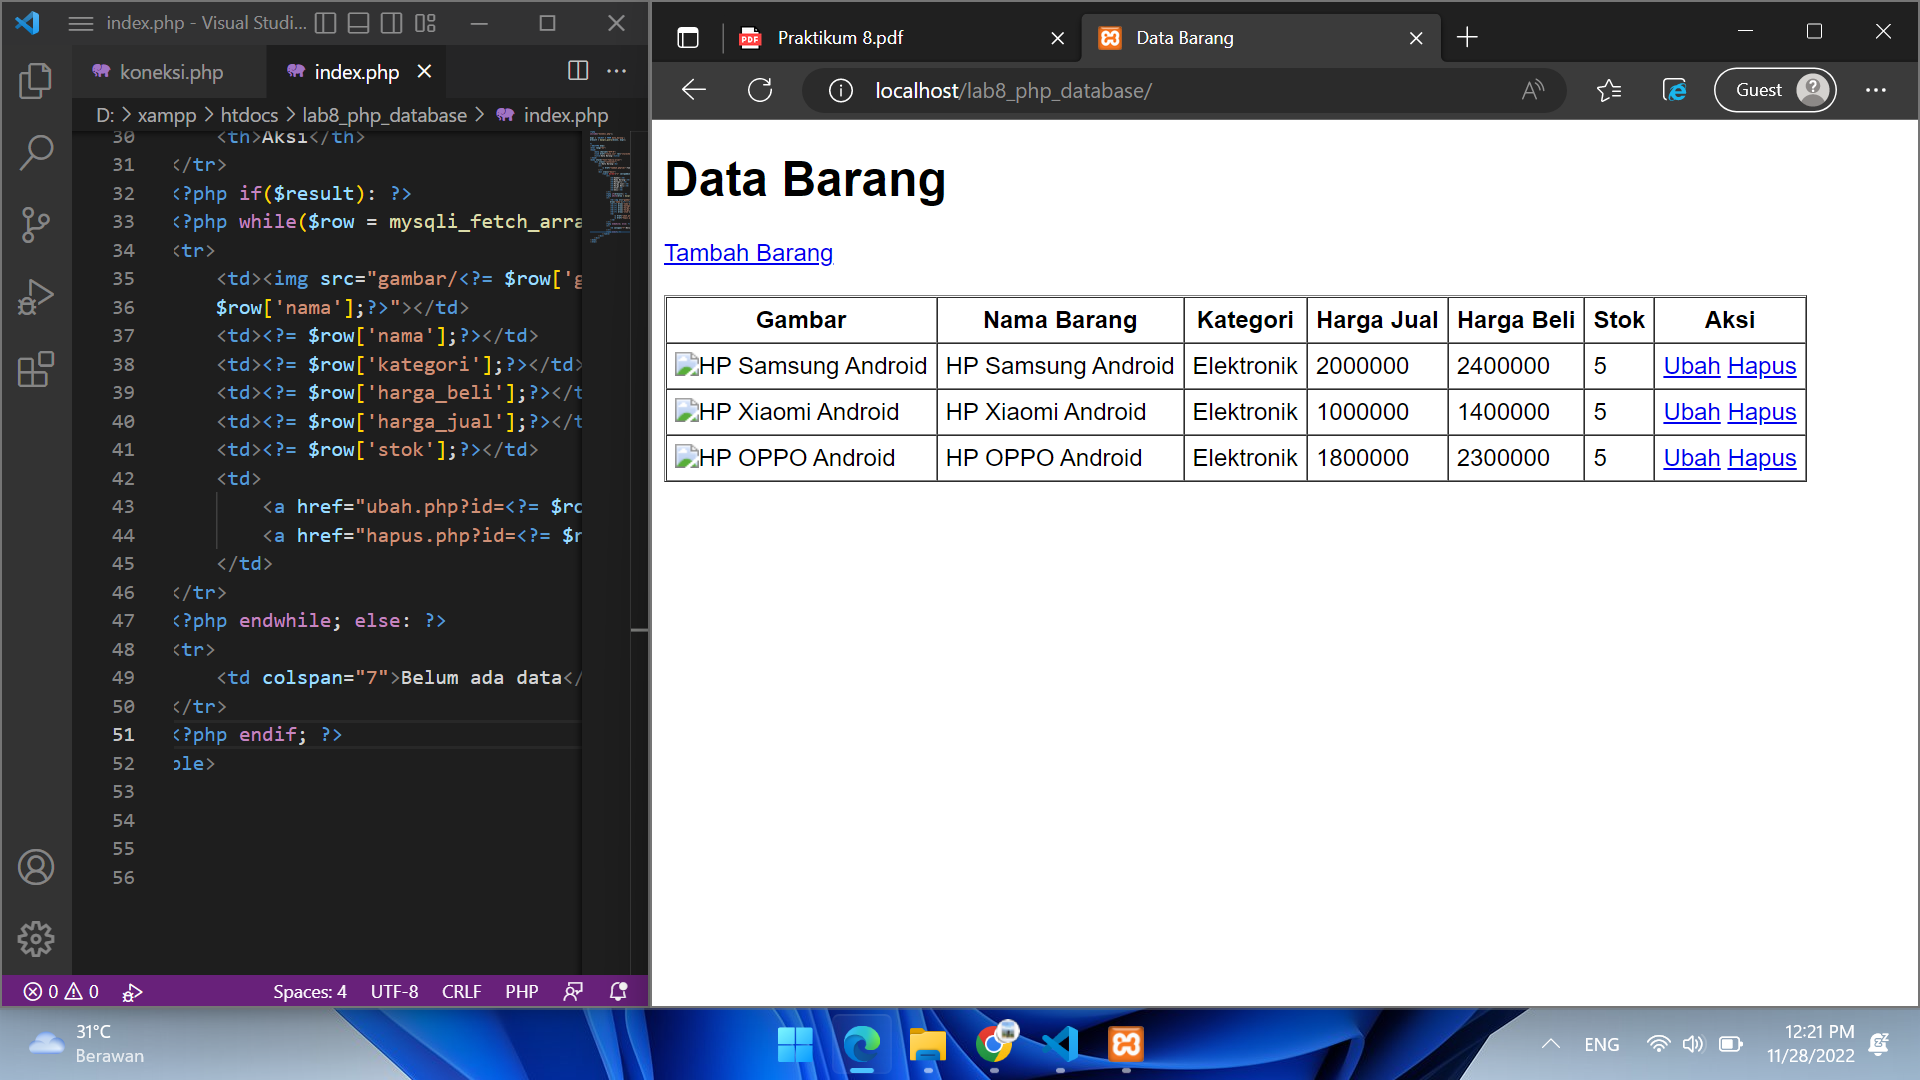 index.php - Visual Studi...
koneksi.php
index.php
D: > xampp > htdocs > lab8_php_database > index.php
30 <th>Aksi</th>
31 </tr>
32 <?php if($result): ?>
33 <?php while($row = mysqli_fetch_arra
34 <tr>
35 <td><img src="gambar/<?= $row['g
36 $row['nama'];?>"></td>
37 <td><?= $row['nama'];?></td>
38 <td><?= $row['kategori'];?></td>
39 <td><?= $row['harga_beli'];?></t
40 <td><?= $row['harga_jual'];?></t
41 <td><?= $row['stok'];?></td>
42 <td>
43 <a href="ubah.php?id=<?= $ro
44 <a href="hapus.php?id=<?= $r
45 </td>
46 </tr>
47 <?php endwhile; else: ?>
48 <tr>
49 <td colspan="7">Belum ada data</
50 </tr>
51 <?php endif; ?>
52 ble>
53
54
55
56
0 0
Spaces: 4 UTF-8 CRLF PHP
PDF Praktikum 8.pdf
Data Barang
localhost/lab8_php_database/
Guest
Data Barang
Tambah Barang
Gambar Nama Barang Kategori Harga Jual Harga Beli Stok Aksi
HP Samsung Android HP Samsung Android Elektronik 2000000 2400000 5 Ubah Hapus
HP Xiaomi Android HP Xiaomi Android Elektronik 1000000 1400000 5 Ubah Hapus
HP OPPO Android HP OPPO Android Elektronik 1800000 2300000 5 Ubah Hapus
31°C
Berawan
ENG
12:21 PM
11/28/2022